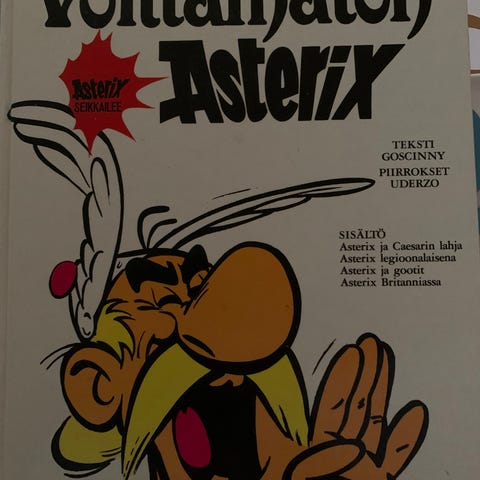 Voittamaton
Asterix
Asterix
SEIKKAILEE
TEKSTI
GOSCINNY
PIIRROKSET
UDERZO
SISÄLTÖ
Asterix ja Caesarin lahja
Asterix legioonalaisena
Asterix ja gootit
Asterix Britanniassa